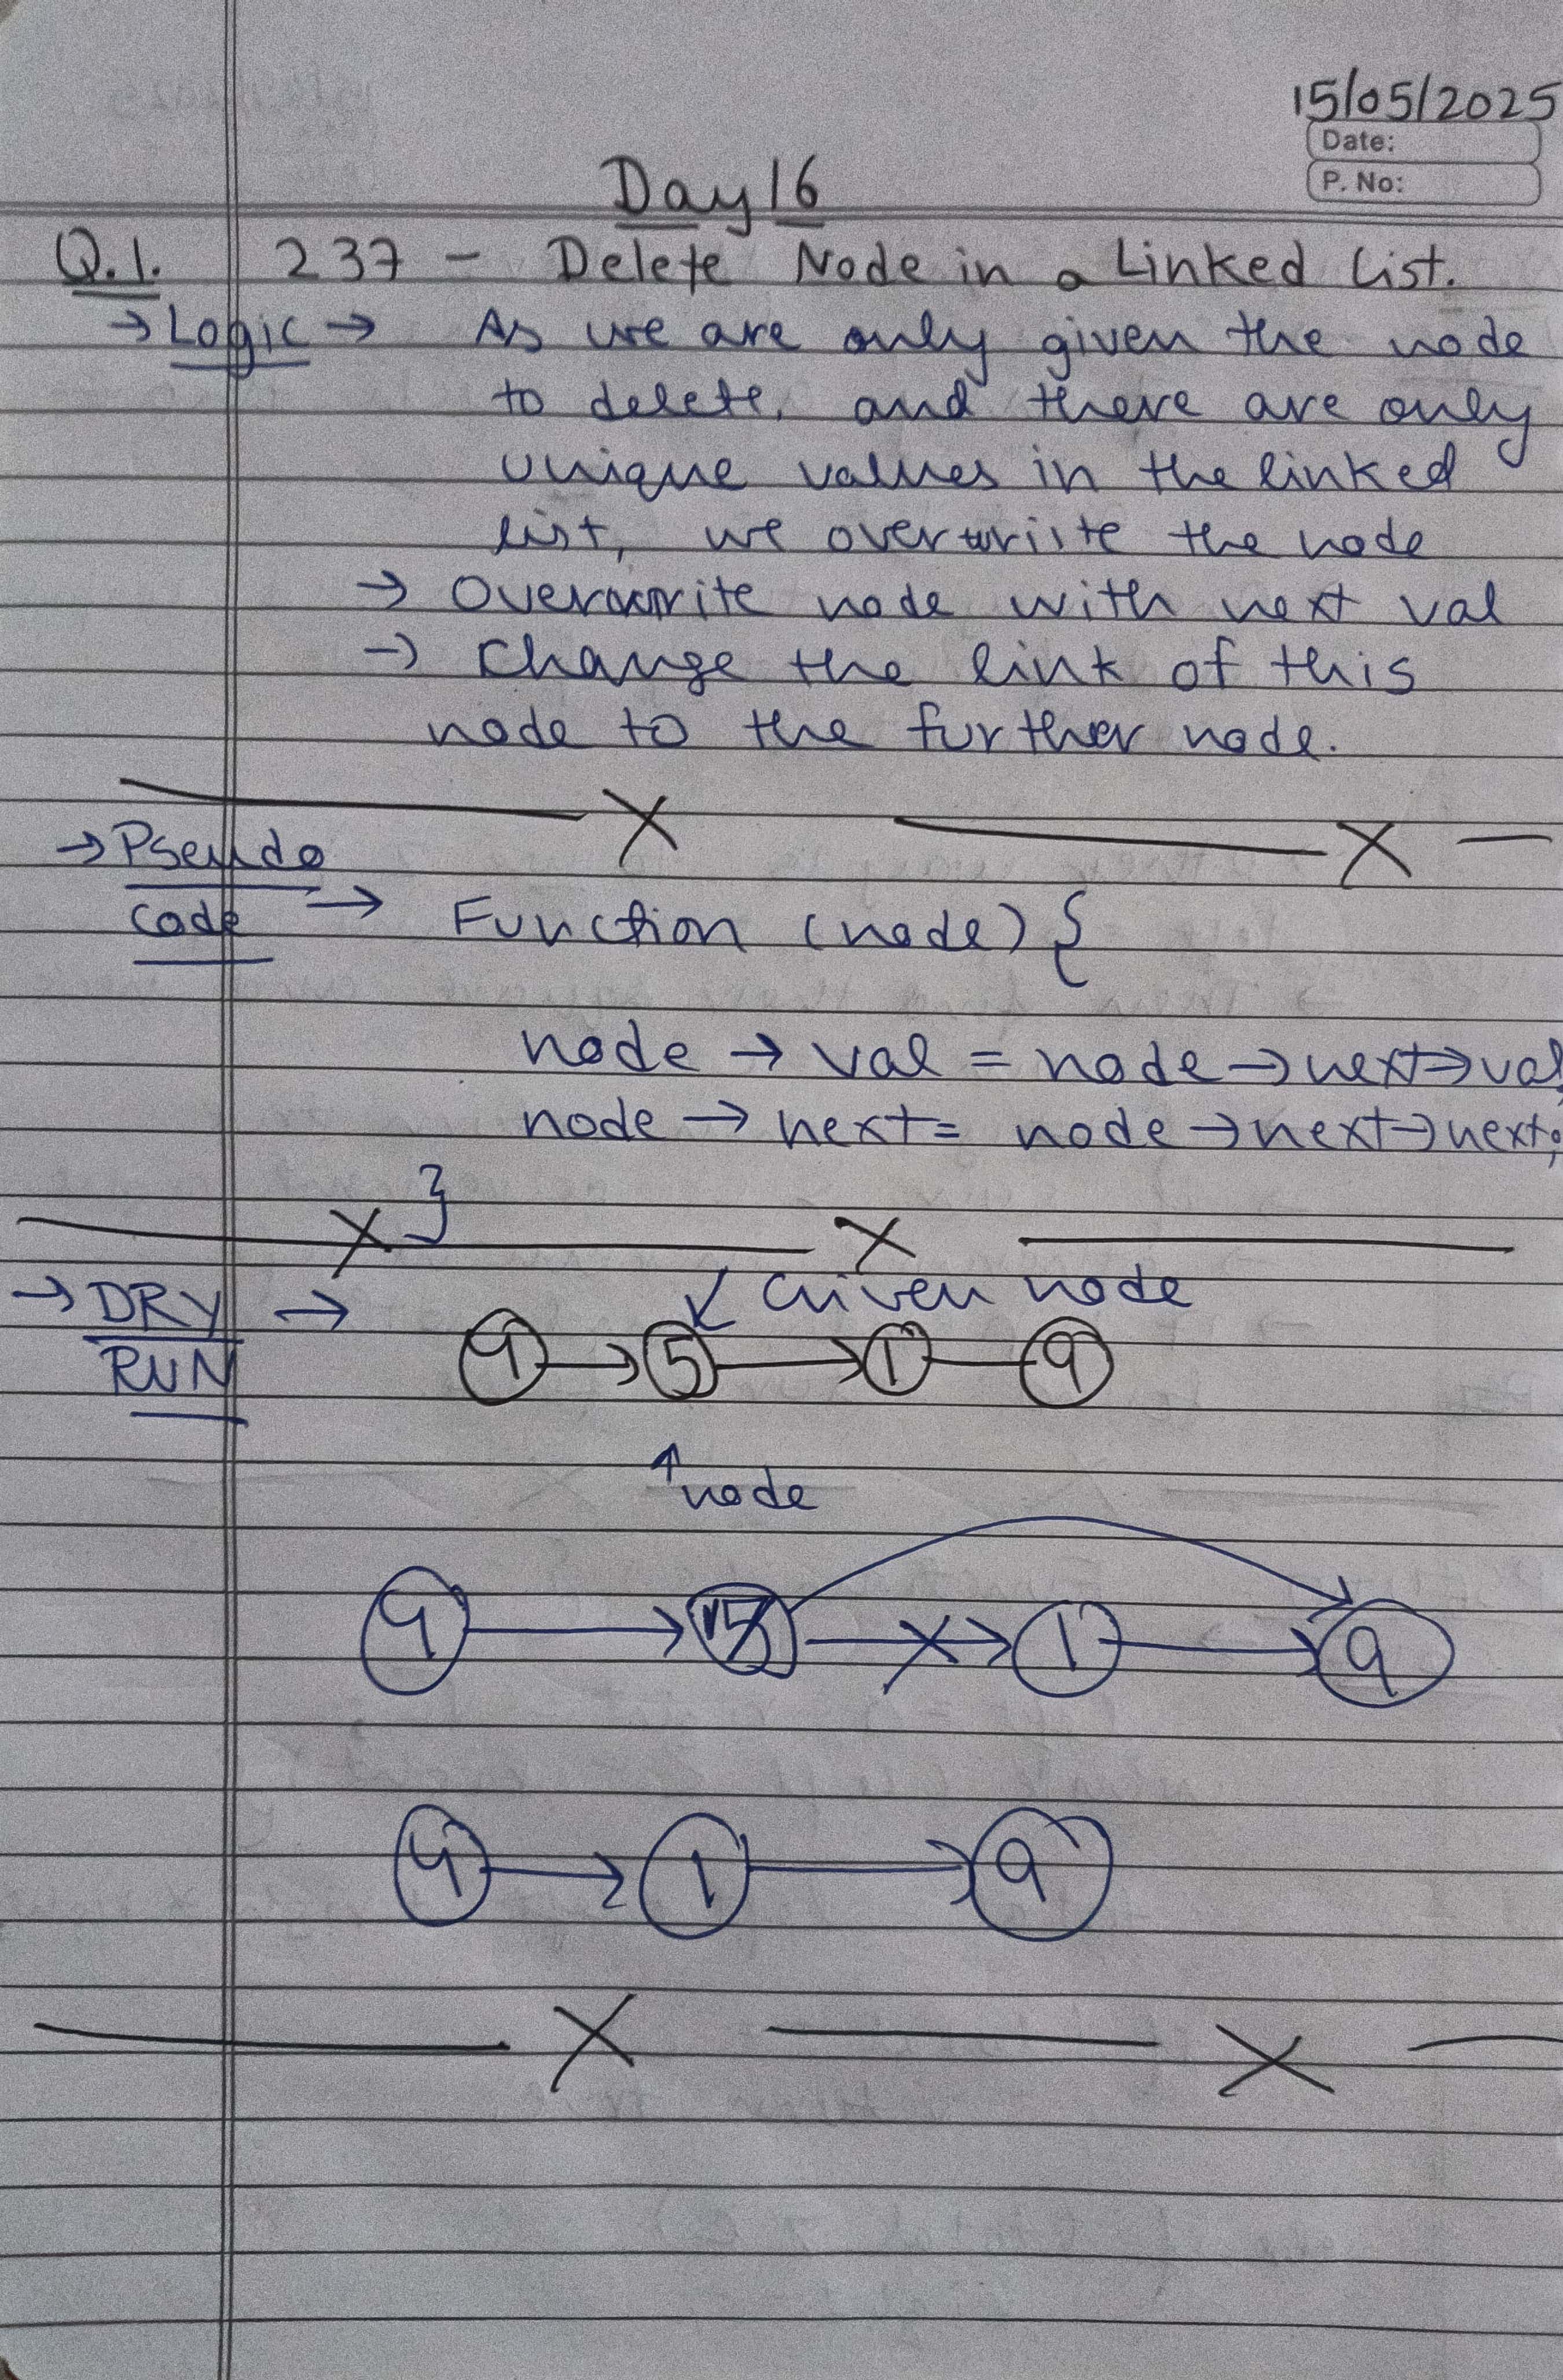 15/05/2025
Date:
P. No:
Day 16
Q.1. 237 - Delete Node in a Linked List.
→ Logic → As we are only given the node
to delete, and there are only
unique values in the linked
list, we overwriite the node
→ Overwrite node with next val
→ Change the link of this
node to the further node.
X X
→ Pseudo
code → Function (node) {
node → val = node → next → val;
node → next = node → next → next;
}
X X
→ DRY → ↙ Given node
RUN 4 → 5 → 1 — 9
↑ node
4 → 1 5 → 1 → 9
4 → 1 → 9
X X